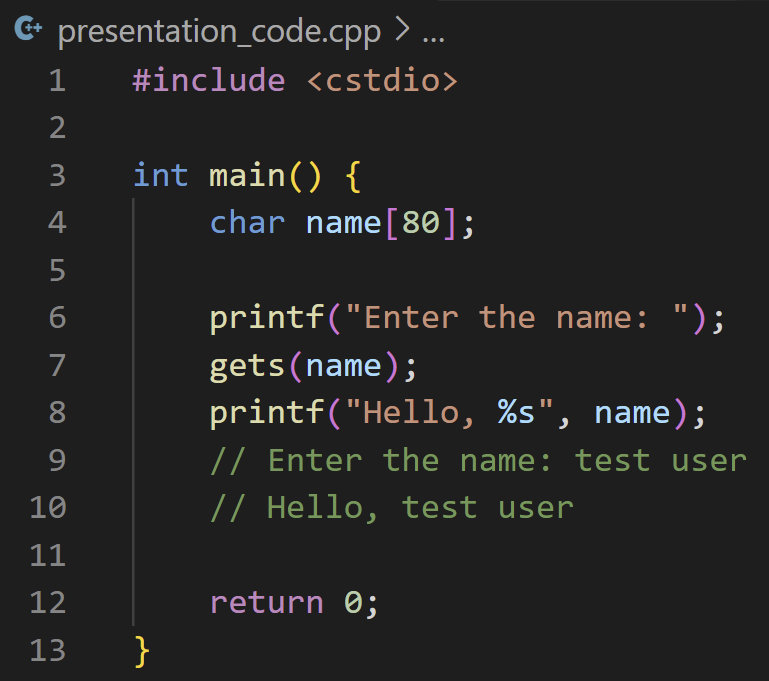 C++ presentation_code.cpp > ...
1 #include <cstdio>
2
3 int main() {
4     char name[80];
5
6     printf("Enter the name: ");
7     gets(name);
8     printf("Hello, %s", name);
9     // Enter the name: test user
10     // Hello, test user
11
12     return 0;
13 }